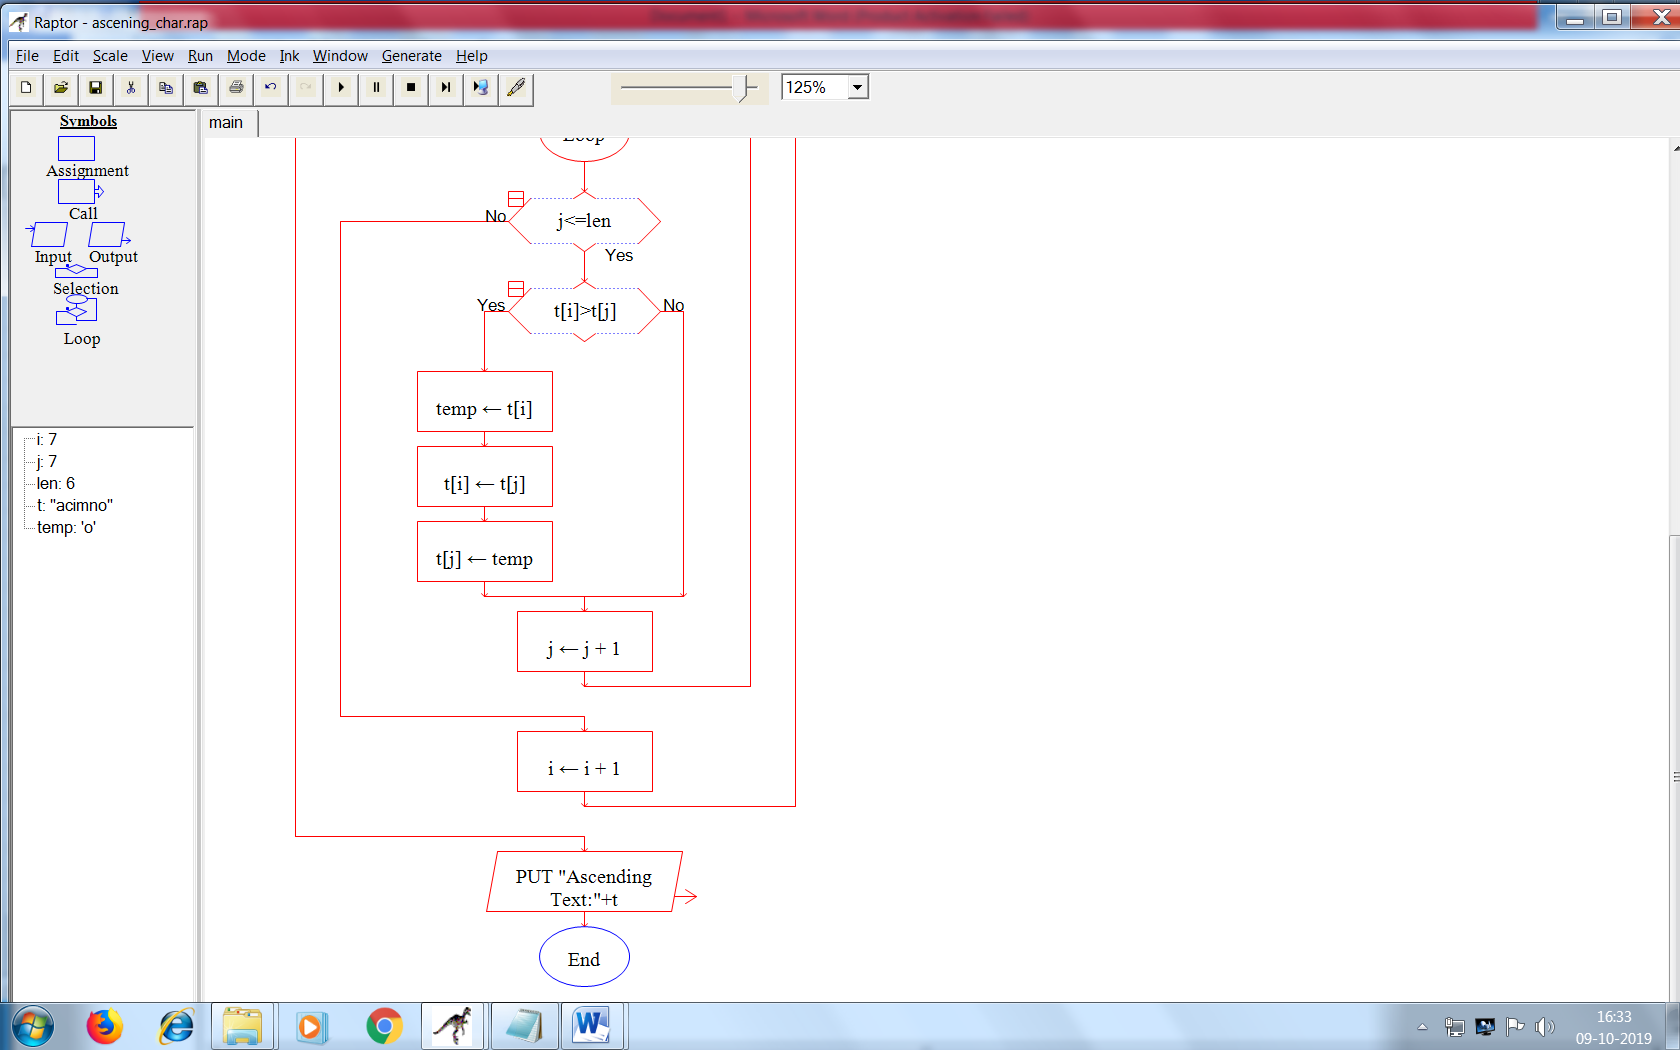 Raptor - ascening_char.rap
File Edit Scale View Run Mode Ink Window Generate Help
125%
Symbols
main
Assignment
Call
Input Output
Selection
Loop
Loop
No
j<=len
Yes
Yes
t[i]>t[j]
No
temp ← t[i]
t[i] ← t[j]
t[j] ← temp
j ← j + 1
i ← i + 1
PUT "Ascending
Text:"+t
End
i: 7
j: 7
len: 6
t: "acimno"
temp: 'o'
16:33
09-10-2019